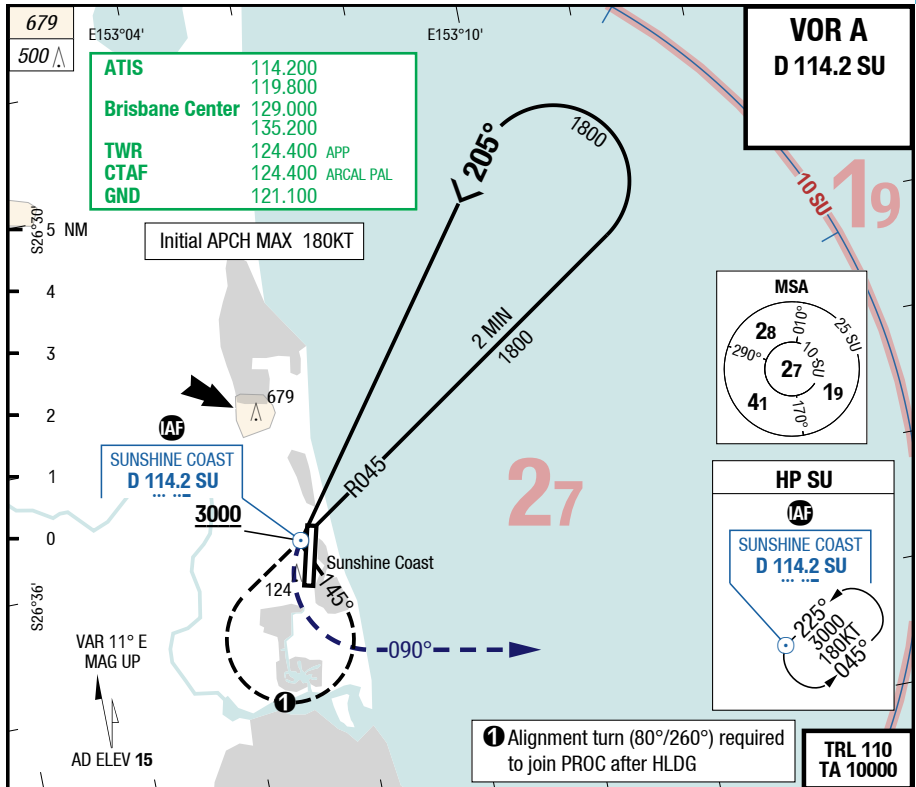 679
500
E153°04'
E153°10'
VOR A
D 114.2 SU
ATIS 114.200
119.800
Brisbane Center 129.000
135.200
TWR 124.400 APP
CTAF 124.400 ARCAL PAL
GND 121.100
Initial APCH MAX 180KT
S26°30'
5 NM
4
3
2
1
0
S26°36'
205°
1800
2 MIN
1800
R045
10 SU
19
27
679
IAF
SUNSHINE COAST
D 114.2 SU
3000
Sunshine Coast
124
145°
090°
1
MSA
28
010°
25 SU
290°
10 SU
27
19
41
170°
HP SU
IAF
SUNSHINE COAST
D 114.2 SU
225°
3000
180KT
045°
VAR 11° E
MAG UP
AD ELEV 15
1 Alignment turn (80°/260°) required
to join PROC after HLDG
TRL 110
TA 10000